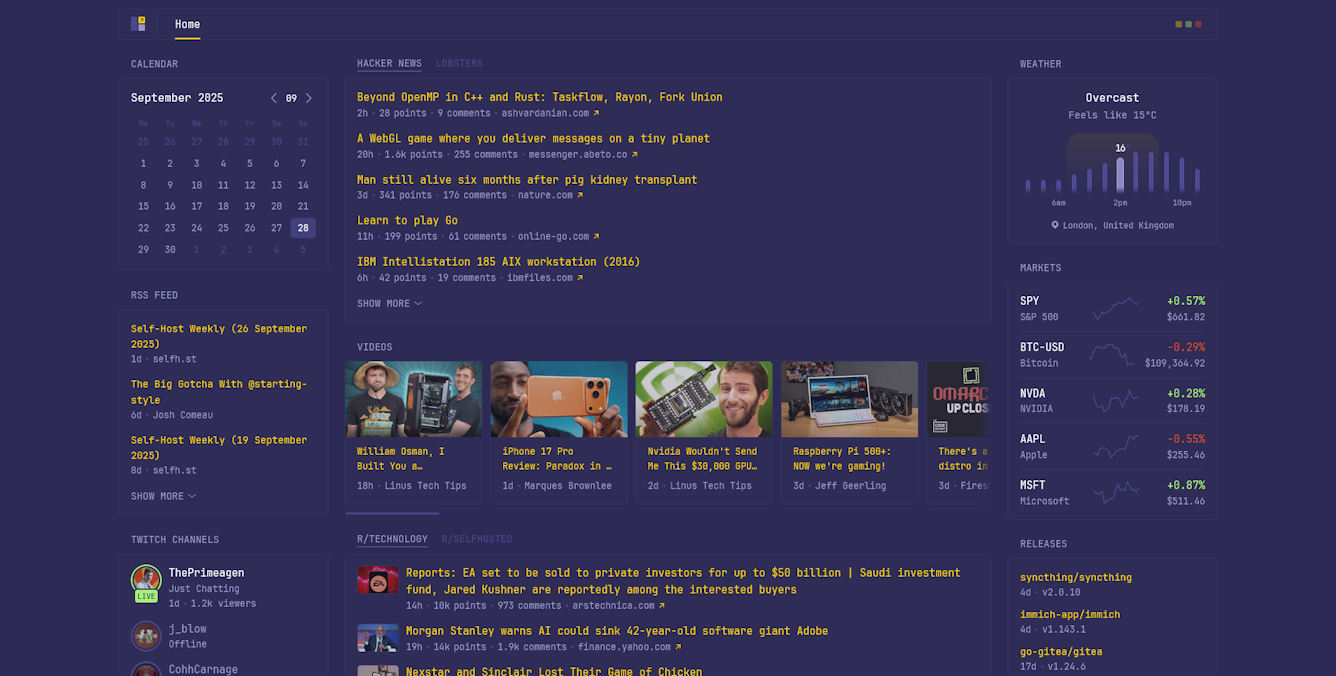 Home
CALENDAR
September 2025
09
Mo Tu We Th Fr Sa Su
25 26 27 28 29 30 31
1 2 3 4 5 6 7
8 9 10 11 12 13 14
15 16 17 18 19 20 21
22 23 24 25 26 27 28
29 30 1 2 3 4 5
RSS FEED
Self-Host Weekly (26 September
2025)
1d · selfh.st
The Big Gotcha With @starting-
style
6d · Josh Comeau
Self-Host Weekly (19 September
2025)
8d · selfh.st
SHOW MORE
TWITCH CHANNELS
ThePrimeagen
Just Chatting
LIVE
1d · 1.2k viewers
j_blow
Offline
CohhCarnage
HACKER NEWS LOBSTERS
Beyond OpenMP in C++ and Rust: Taskflow, Rayon, Fork Union
2h · 28 points · 9 comments · ashvardanian.com ↗
A WebGL game where you deliver messages on a tiny planet
20h · 1.6k points · 255 comments · messenger.abeto.co ↗
Man still alive six months after pig kidney transplant
3d · 341 points · 176 comments · nature.com ↗
Learn to play Go
11h · 199 points · 61 comments · online-go.com ↗
IBM Intellistation 185 AIX workstation (2016)
6h · 42 points · 19 comments · ibmfiles.com ↗
SHOW MORE
VIDEOS
William Osman, I
Built You a…
18h · Linus Tech Tips
iPhone 17 Pro
Review: Paradox in …
1d · Marques Brownlee
Nvidia Wouldn't Send
Me This $30,000 GPU…
2d · Linus Tech Tips
Raspberry Pi 500+:
NOW we're gaming!
3d · Jeff Geerling
OMARC
UP CLOS
There's a
distro in
3d · Fires
R/TECHNOLOGY R/SELFHOSTED
EA
Reports: EA set to be sold to private investors for up to $50 billion | Saudi investment
fund, Jared Kushner are reportedly among the interested buyers
14h · 10k points · 973 comments · arstechnica.com ↗
Morgan Stanley warns AI could sink 42-year-old software giant Adobe
19h · 14k points · 1.9k comments · finance.yahoo.com ↗
Nexstar and Sinclair Lost Their Game of Chicken
WEATHER
Overcast
Feels like 15°C
16
6am 2pm 10pm
London, United Kingdom
MARKETS
SPY +0.57%
S&P 500 $661.82
BTC-USD -0.29%
Bitcoin $109,364.92
NVDA +0.28%
NVIDIA $178.19
AAPL -0.55%
Apple $255.46
MSFT +0.87%
Microsoft $511.46
RELEASES
syncthing/syncthing
4d · v2.0.10
immich-app/immich
4d · v1.143.1
go-gitea/gitea
17d · v1.24.6